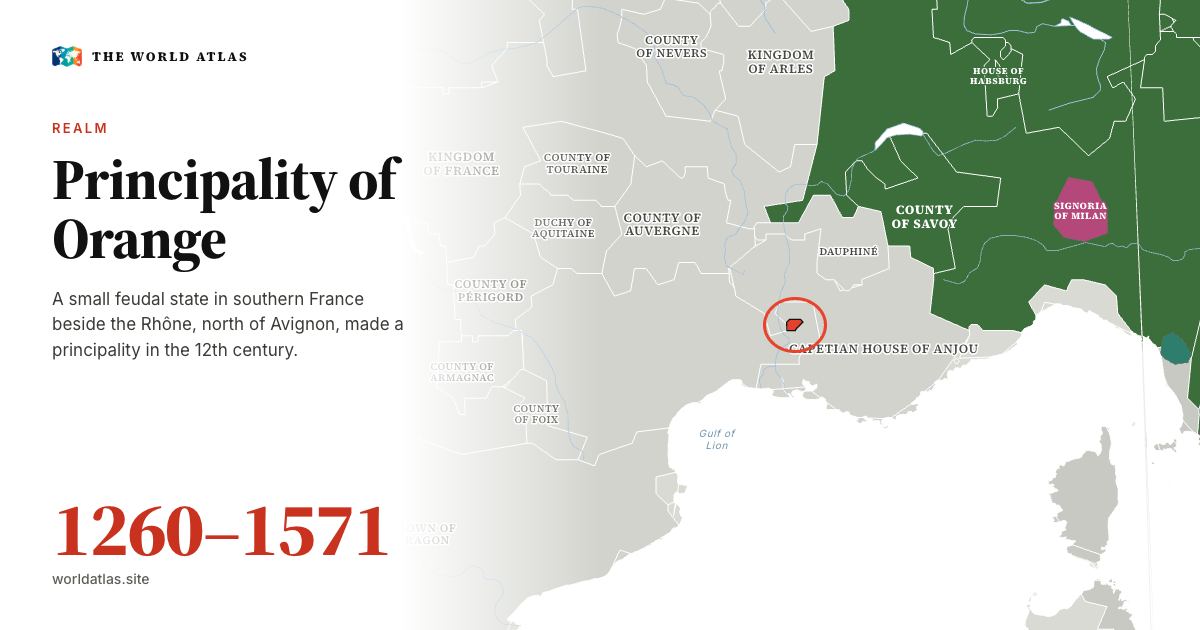 THE WORLD ATLAS
REALM
Principality of
Orange
A small feudal state in southern France
beside the Rhône, north of Avignon, made a
principality in the 12th century.
1260–1571
worldatlas.site
COUNTY
OF NEVERS
KINGDOM
OF ARLES
HOUSE OF
HABSBURG
KINGDOM
OF FRANCE
COUNTY OF
TOURAINE
DUCHY OF
AQUITAINE
COUNTY OF
AUVERGNE
COUNTY
OF SAVOY
SIGNORIA
OF MILAN
DAUPHINÉ
COUNTY OF
PÉRIGORD
CAPETIAN HOUSE OF ANJOU
COUNTY OF
ARMAGNAC
COUNTY
OF FOIX
Gulf of
Lion
OWN OF
RAGON